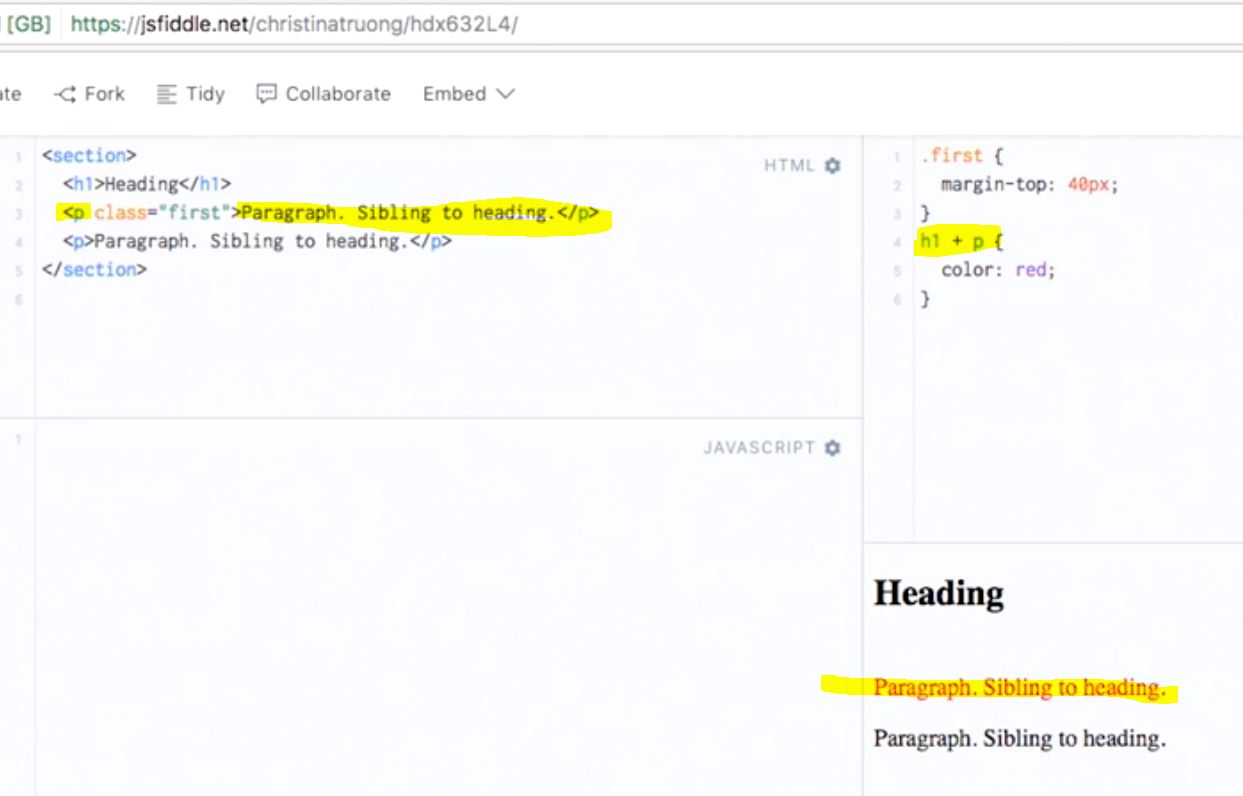 [GB] https://jsfiddle.net/christinatruong/hdx632L4/
Fork Tidy Collaborate Embed
HTML
1 <section>
2 <h1>Heading</h1>
3 <p class="first">Paragraph. Sibling to heading.</p>
4 <p>Paragraph. Sibling to heading.</p>
5 </section>
6
1 .first {
2 margin-top: 40px;
3 }
4 h1 + p {
5 color: red;
6 }
1
JAVASCRIPT
Heading
Paragraph. Sibling to heading.
Paragraph. Sibling to heading.